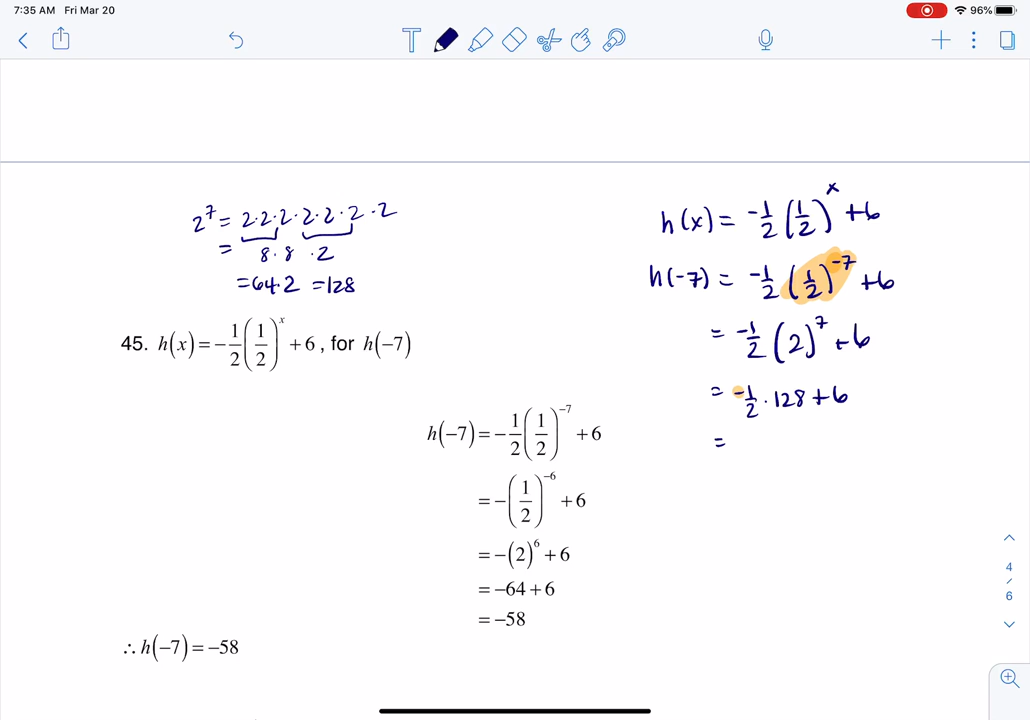 7:35 AM Fri Mar 20
96%
T
2^7 = 2·2·2·2·2·2·2
= 8·8·2
=64·2 =128
h(x) = -1/2 (1/2)^x +6
h(-7) = -1/2 (1/2)^-7 +6
= -1/2 (2)^7 +6
= -1/2 · 128 +6
=
45. h(x) = -1/2 (1/2)^x + 6 , for h(−7)
h(−7) = -1/2 (1/2)^−7 + 6
= -(1/2)^−6 + 6
= −(2)^6 + 6
= −64 + 6
= −58
∴ h(−7) = −58
4
/
6